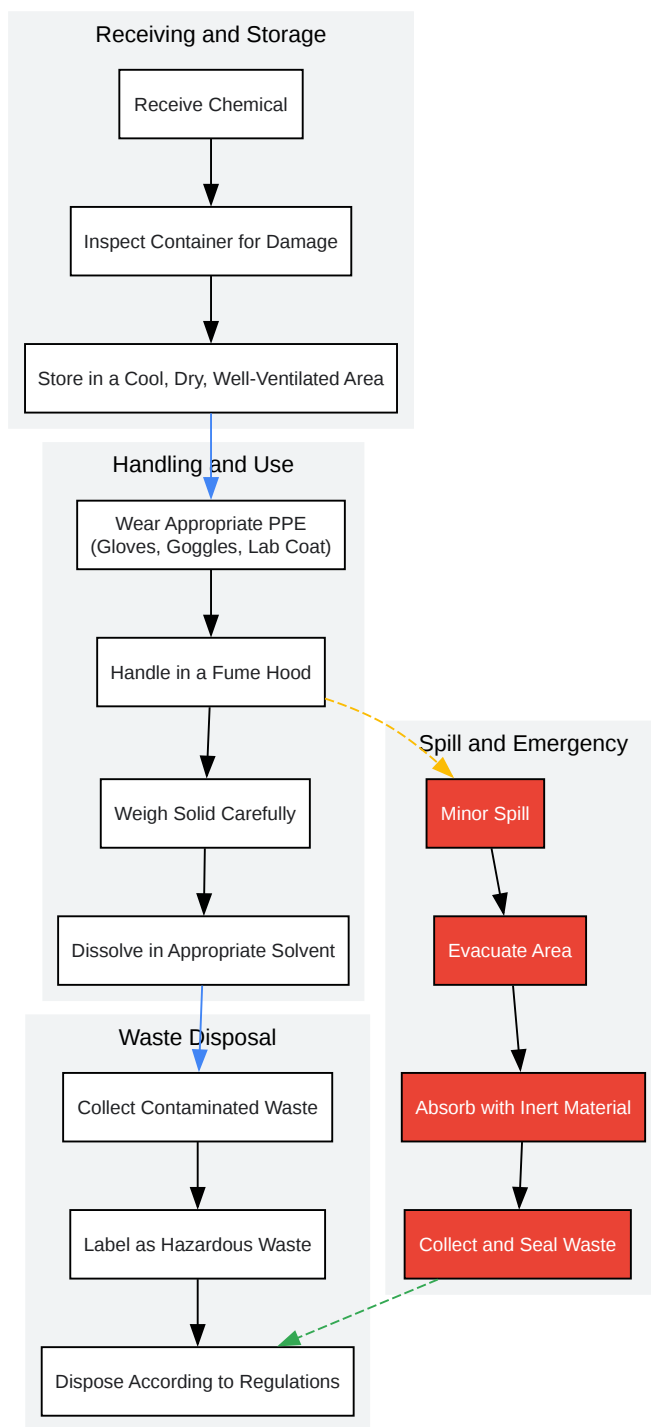 Receiving and Storage
Receive Chemical
Inspect Container for Damage
Store in a Cool, Dry, Well-Ventilated Area
Handling and Use
Wear Appropriate PPE
(Gloves, Goggles, Lab Coat)
Handle in a Fume Hood
Weigh Solid Carefully
Dissolve in Appropriate Solvent
Spill and Emergency
Minor Spill
Evacuate Area
Absorb with Inert Material
Collect and Seal Waste
Waste Disposal
Collect Contaminated Waste
Label as Hazardous Waste
Dispose According to Regulations